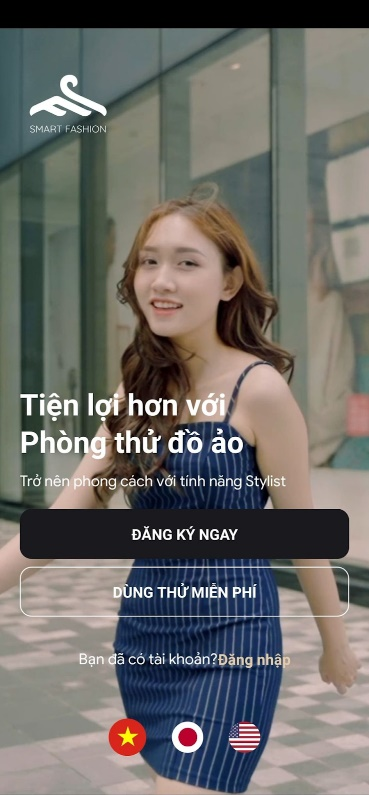 SMART FASHION
Tiện lợi hơn với
Phòng thử đồ ảo
Trở nên phong cách với tính năng Stylist
ĐĂNG KÝ NGAY
DÙNG THỬ MIỄN PHÍ
Bạn đã có tài khoản?Đăng nhập